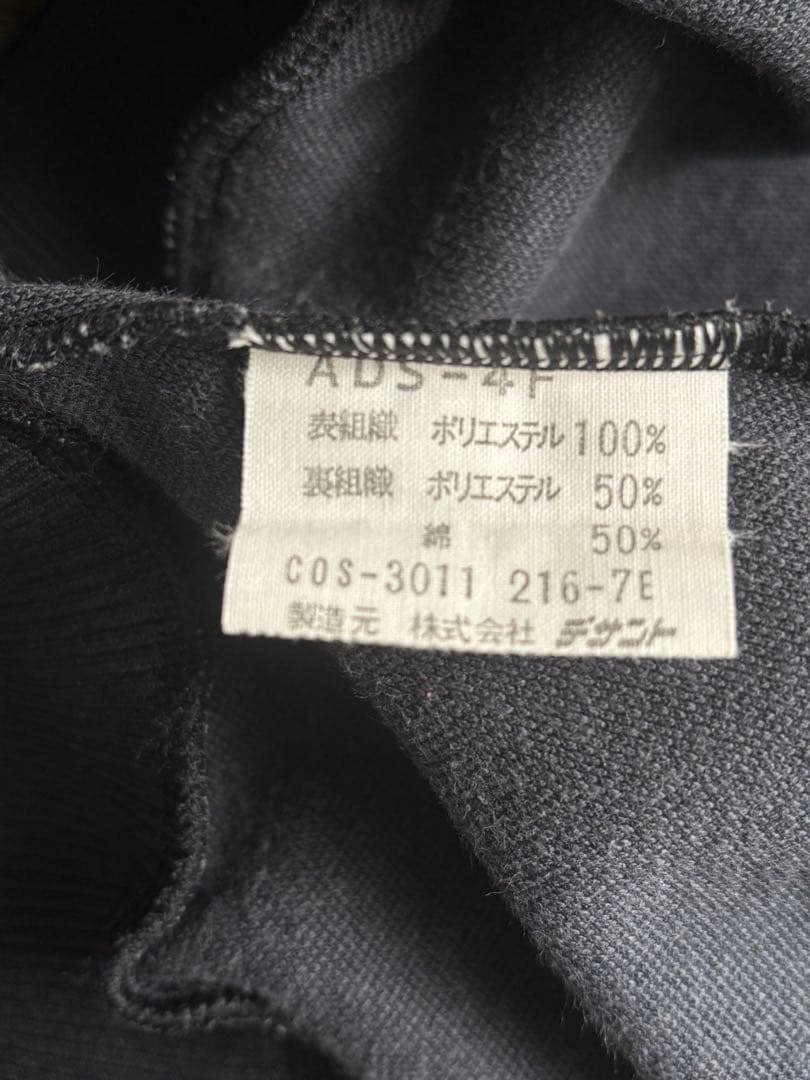 ADS-4F
表組織 ポリエステル 100%
裏組織 ポリエステル 50%
綿 50%
COS-3011 216-7E
製造元 株式会社 デサント